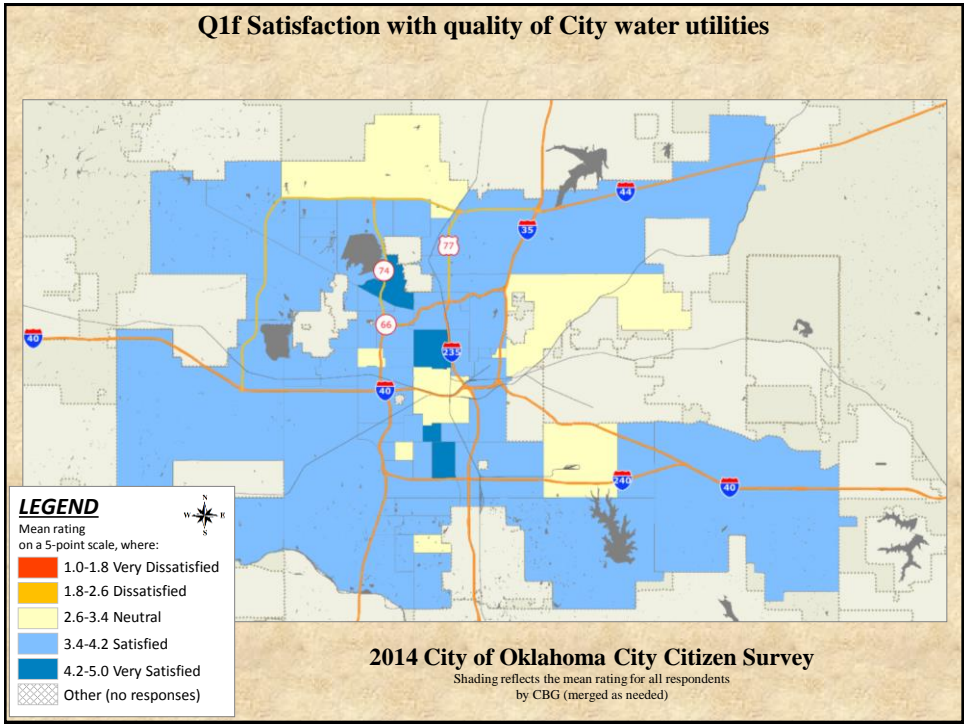 Q1f Satisfaction with quality of City water utilities
44
35
77
74
66
40
235
40
240
40
LEGEND
N
W E
S
Mean rating
on a 5-point scale, where:
1.0-1.8 Very Dissatisfied
1.8-2.6 Dissatisfied
2.6-3.4 Neutral
3.4-4.2 Satisfied
4.2-5.0 Very Satisfied
Other (no responses)
2014 City of Oklahoma City Citizen Survey
Shading reflects the mean rating for all respondents
by CBG (merged as needed)